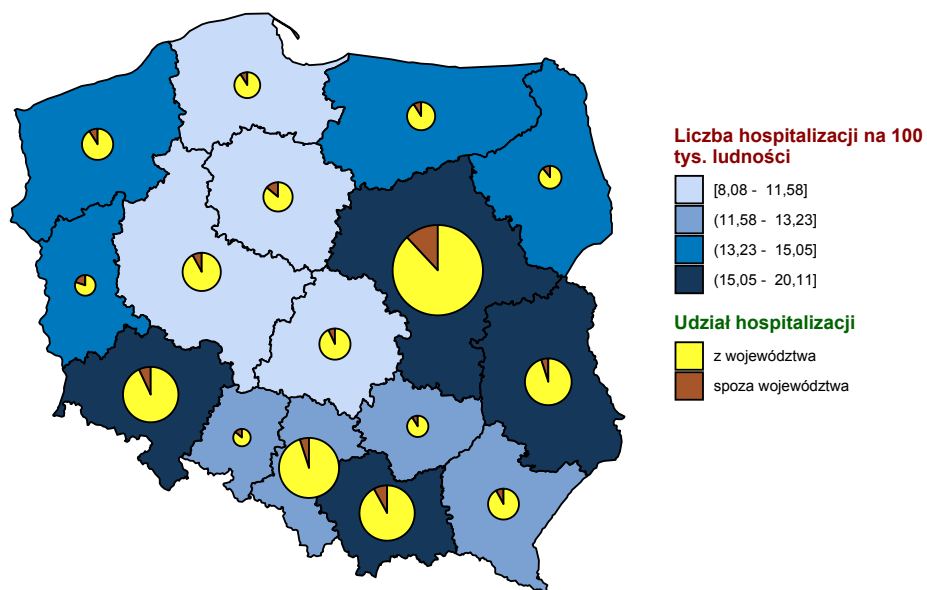 Liczba hospitalizacji na 100
tys. ludności
[8,08 - 11,58]
(11,58 - 13,23]
(13,23 - 15,05]
(15,05 - 20,11]
Udział hospitalizacji
z województwa
spoza województwa